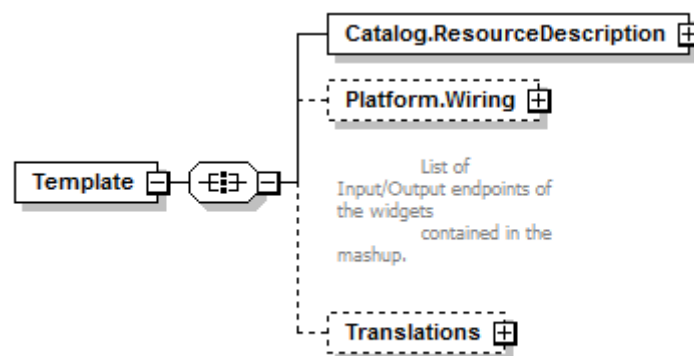 Catalog.ResourceDescription
Platform.Wiring
Template
List of
Input/Output endpoints of
the widgets
contained in the
mashup.
Translations